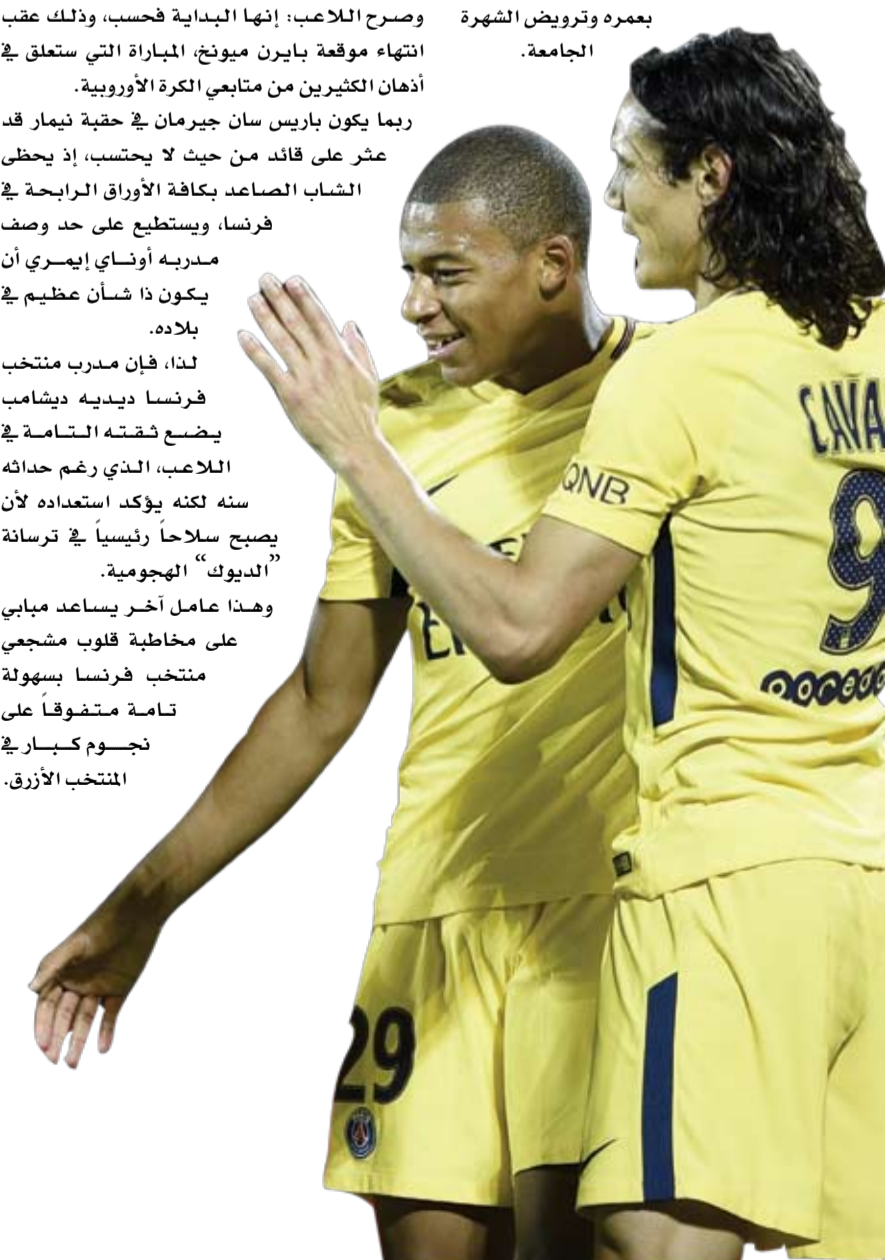 بعمره وترويض الشهرة
الجامعة.
وصرح اللاعب: إنها البداية فحسب، وذلك عقب
انتهاء موقعة بايرن ميونخ، المباراة التي ستعلق في
أذهان الكثيرين من متابعي الكرة الأوروبية.
ربما يكون باريس سان جيرمان في حقبة نيمار قد
عثر على قائد من حيث لا يحتسب، إذ يحظى
الشاب الصاعد بكافة الأوراق الرابحة في
فرنسا، ويستطيع على حد وصف
مدربه أوناي إيمري أن
يكون ذا شأن عظيم في
بلاده.
لذا، فإن مدرب منتخب
فرنسا ديديه ديشامب
يضع ثقته التامة في
اللاعب، الذي رغم حداثه
سنه لكنه يؤكد استعداده لأن
يصبح سلاحاً رئيسياً في ترسانة
“الديوك” الهجومية.
وهذا عامل آخر يساعد مبابي
على مخاطبة قلوب مشجعي
منتخب فرنسا بسهولة
تامة متفوقاً على
نجوم كبار في
المنتخب الأزرق.
CAVA
QNB
9
ooredo
29